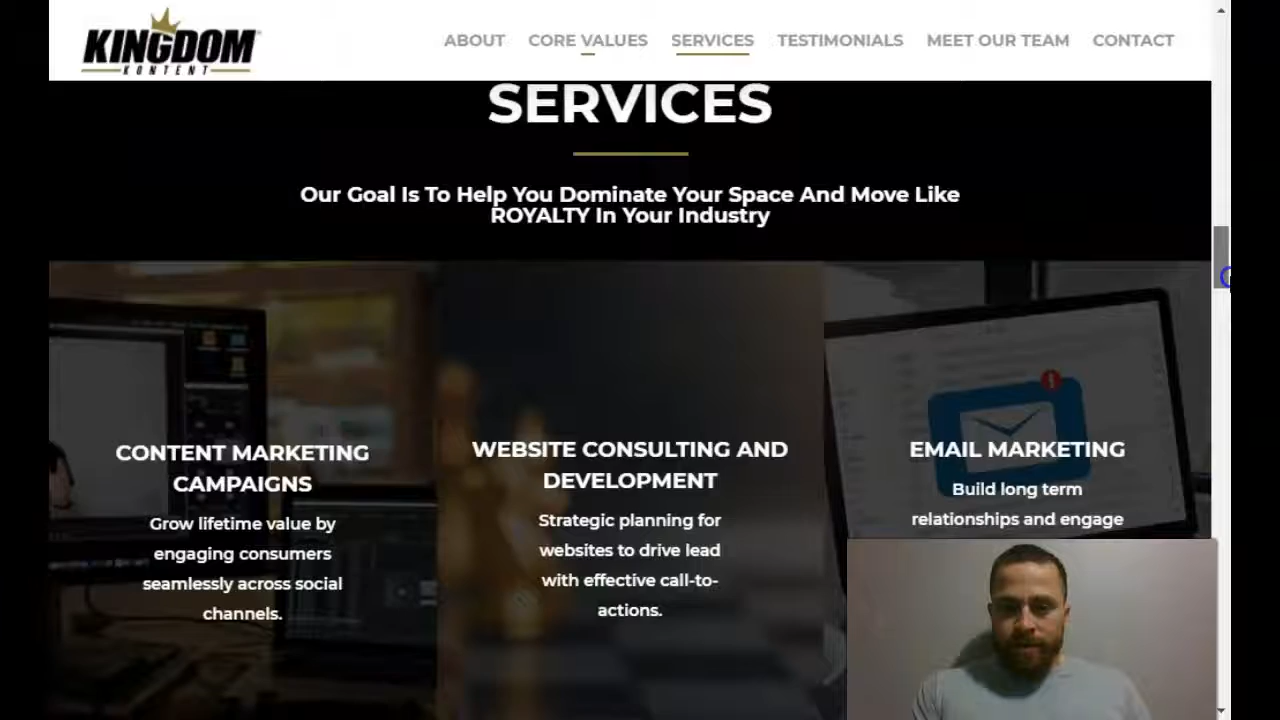 KINGDOM
KONTENT
ABOUT CORE VALUES SERVICES TESTIMONIALS MEET OUR TEAM CONTACT
SERVICES
Our Goal Is To Help You Dominate Your Space And Move Like
ROYALTY In Your Industry
CONTENT MARKETING
CAMPAIGNS
Grow lifetime value by
engaging consumers
seamlessly across social
channels.
WEBSITE CONSULTING AND
DEVELOPMENT
Strategic planning for
websites to drive lead
with effective call-to-
actions.
EMAIL MARKETING
Build long term
relationships and engage